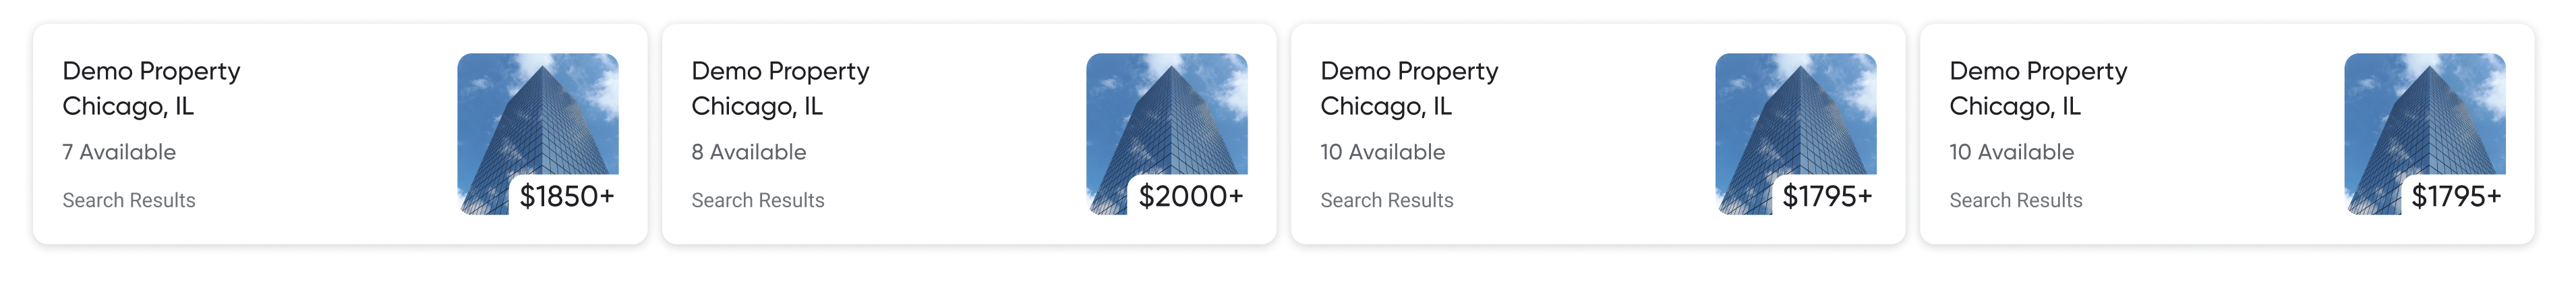 Demo Property
Chicago, IL
7 Available
Search Results
$1850+
Demo Property
Chicago, IL
8 Available
Search Results
$2000+
Demo Property
Chicago, IL
10 Available
Search Results
$1795+
Demo Property
Chicago, IL
10 Available
Search Results
$1795+